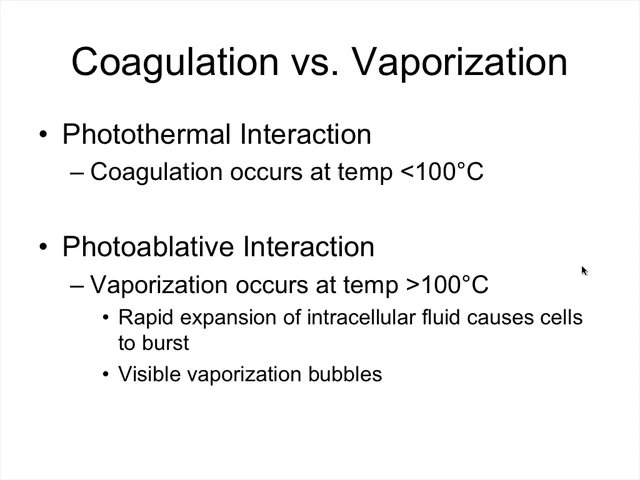 Coagulation vs. Vaporization
• Photothermal Interaction
– Coagulation occurs at temp <100°C
• Photoablative Interaction
– Vaporization occurs at temp >100°C
• Rapid expansion of intracellular fluid causes cells
to burst
• Visible vaporization bubbles